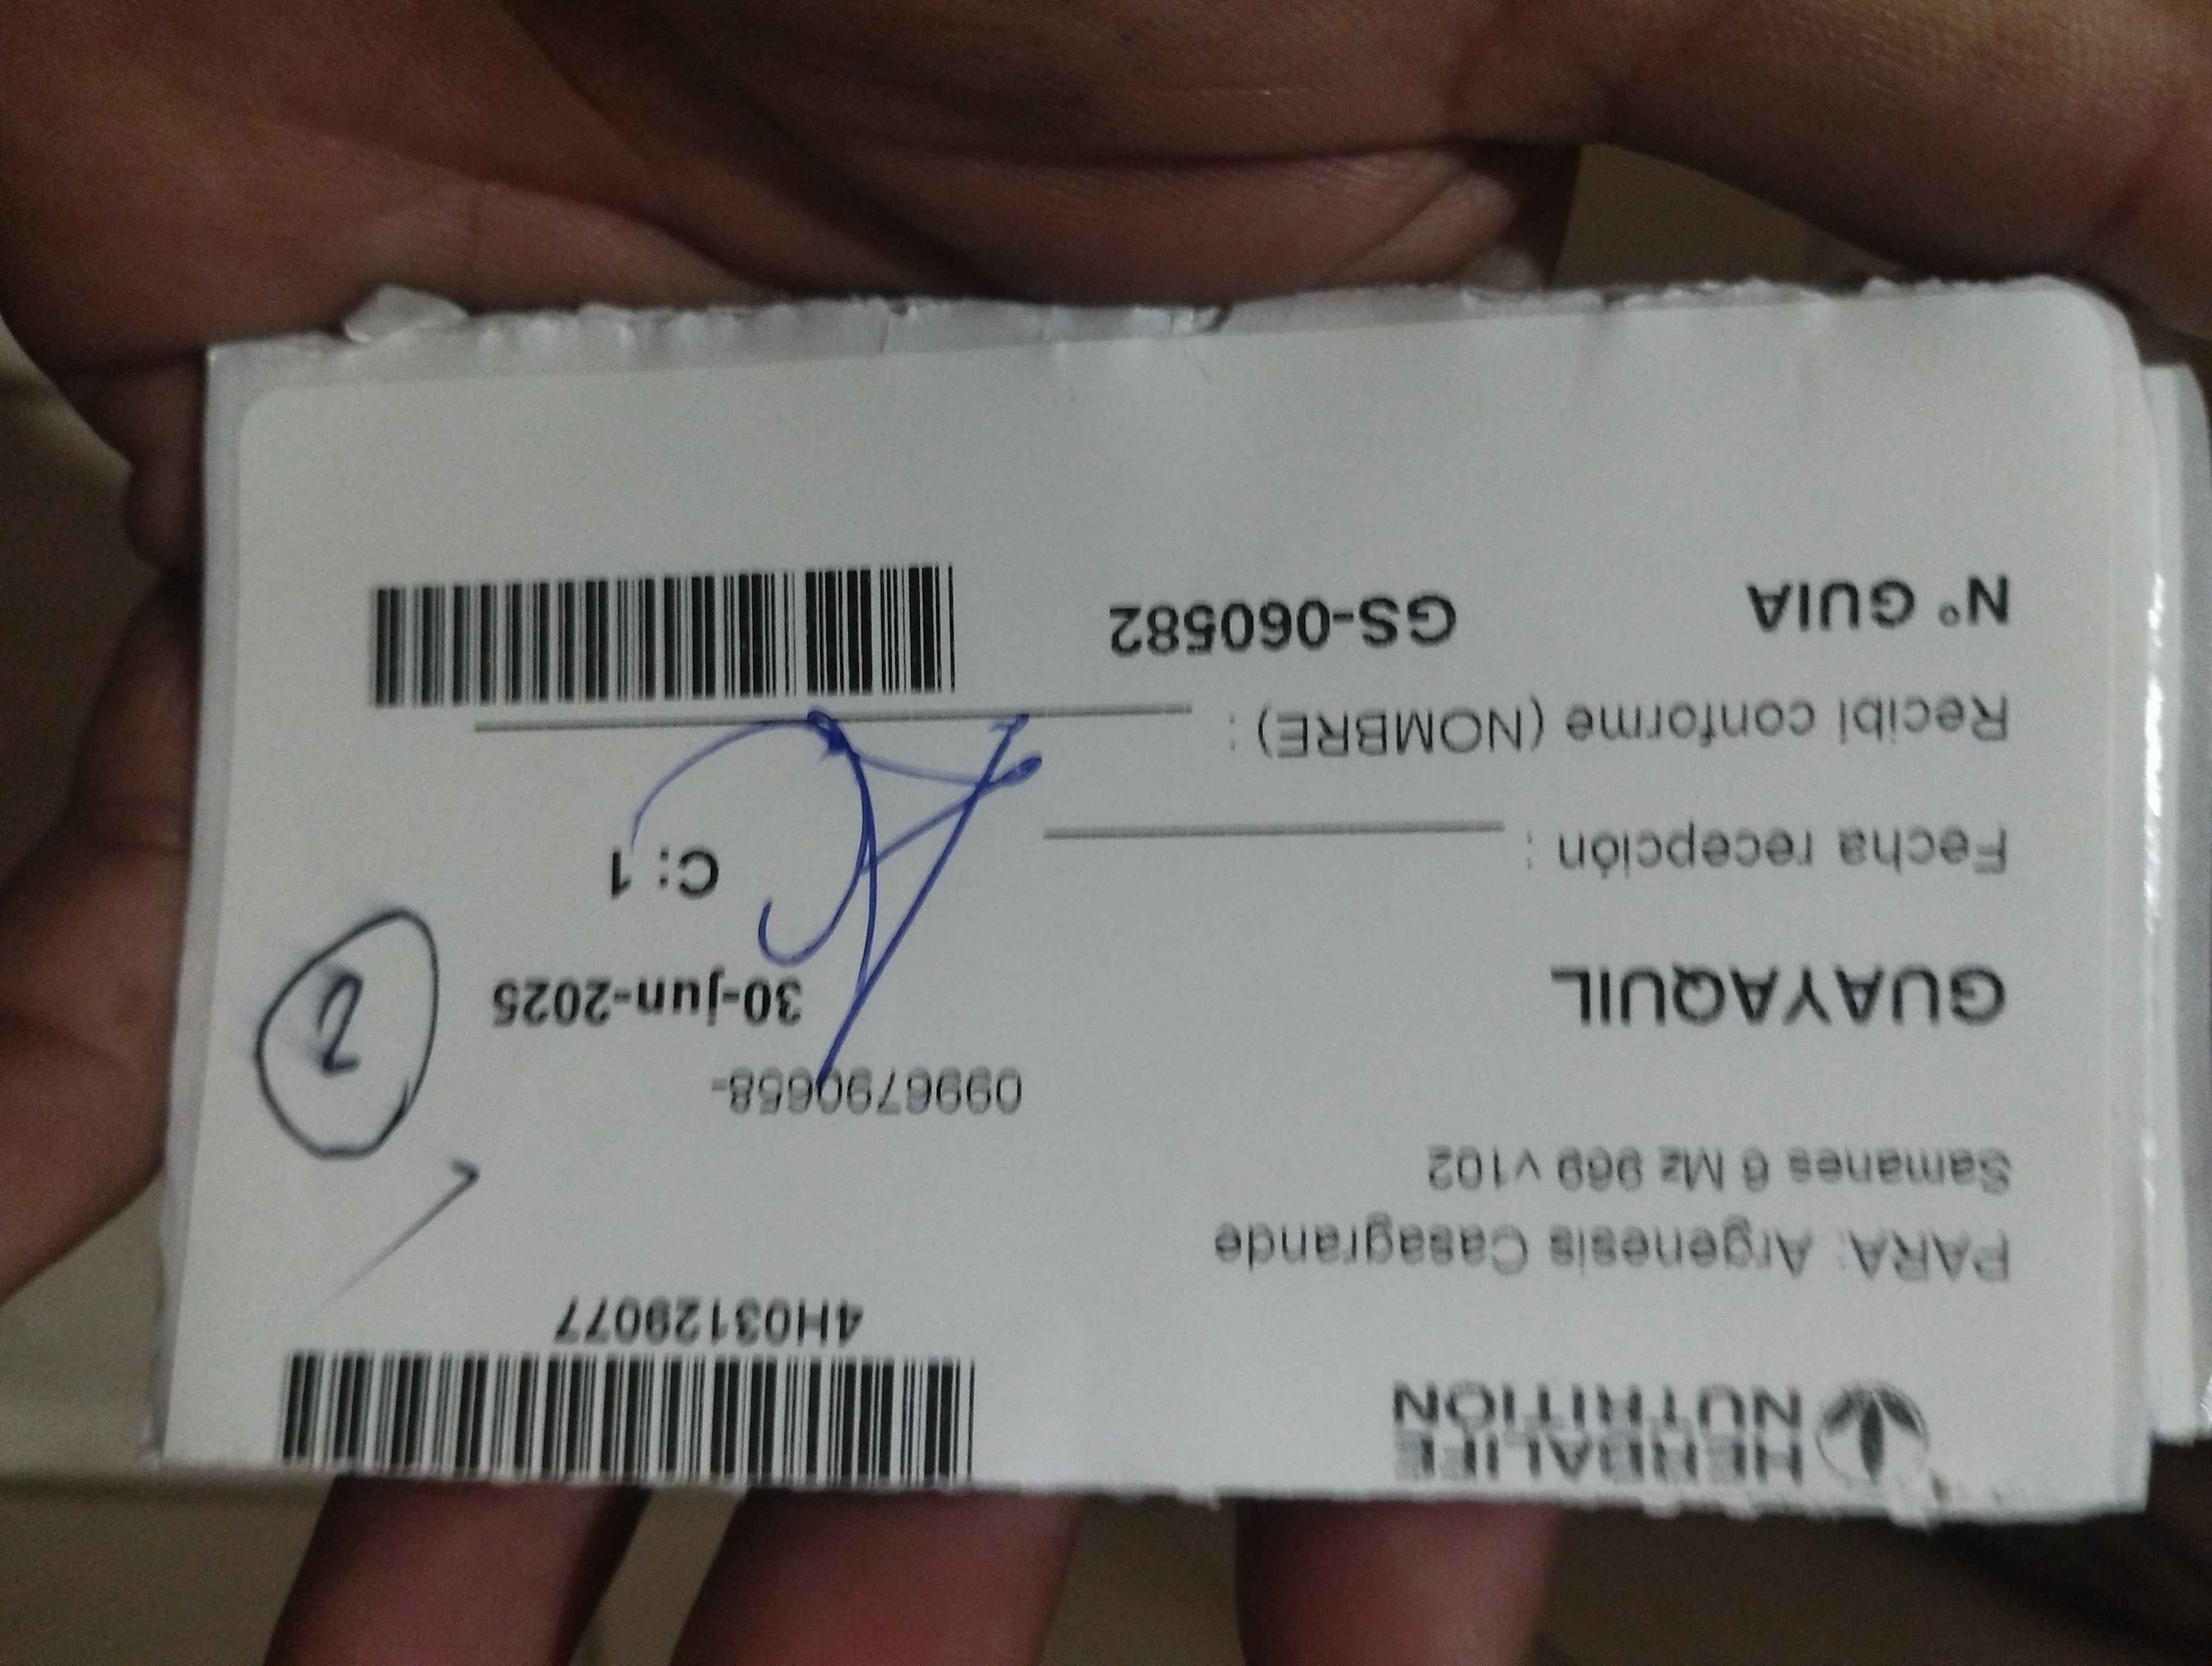 HERBALIFE
NUTRITION
4H03129077
PARA: Argenesis Casagrande
Samanes 6 Mz 969 v102
0996790658-
GUAYAQUIL
30-jun-2025
2
Fecha recepción :
C: 1
Recibí conforme (NOMBRE) :
N° GUIA GS-060582